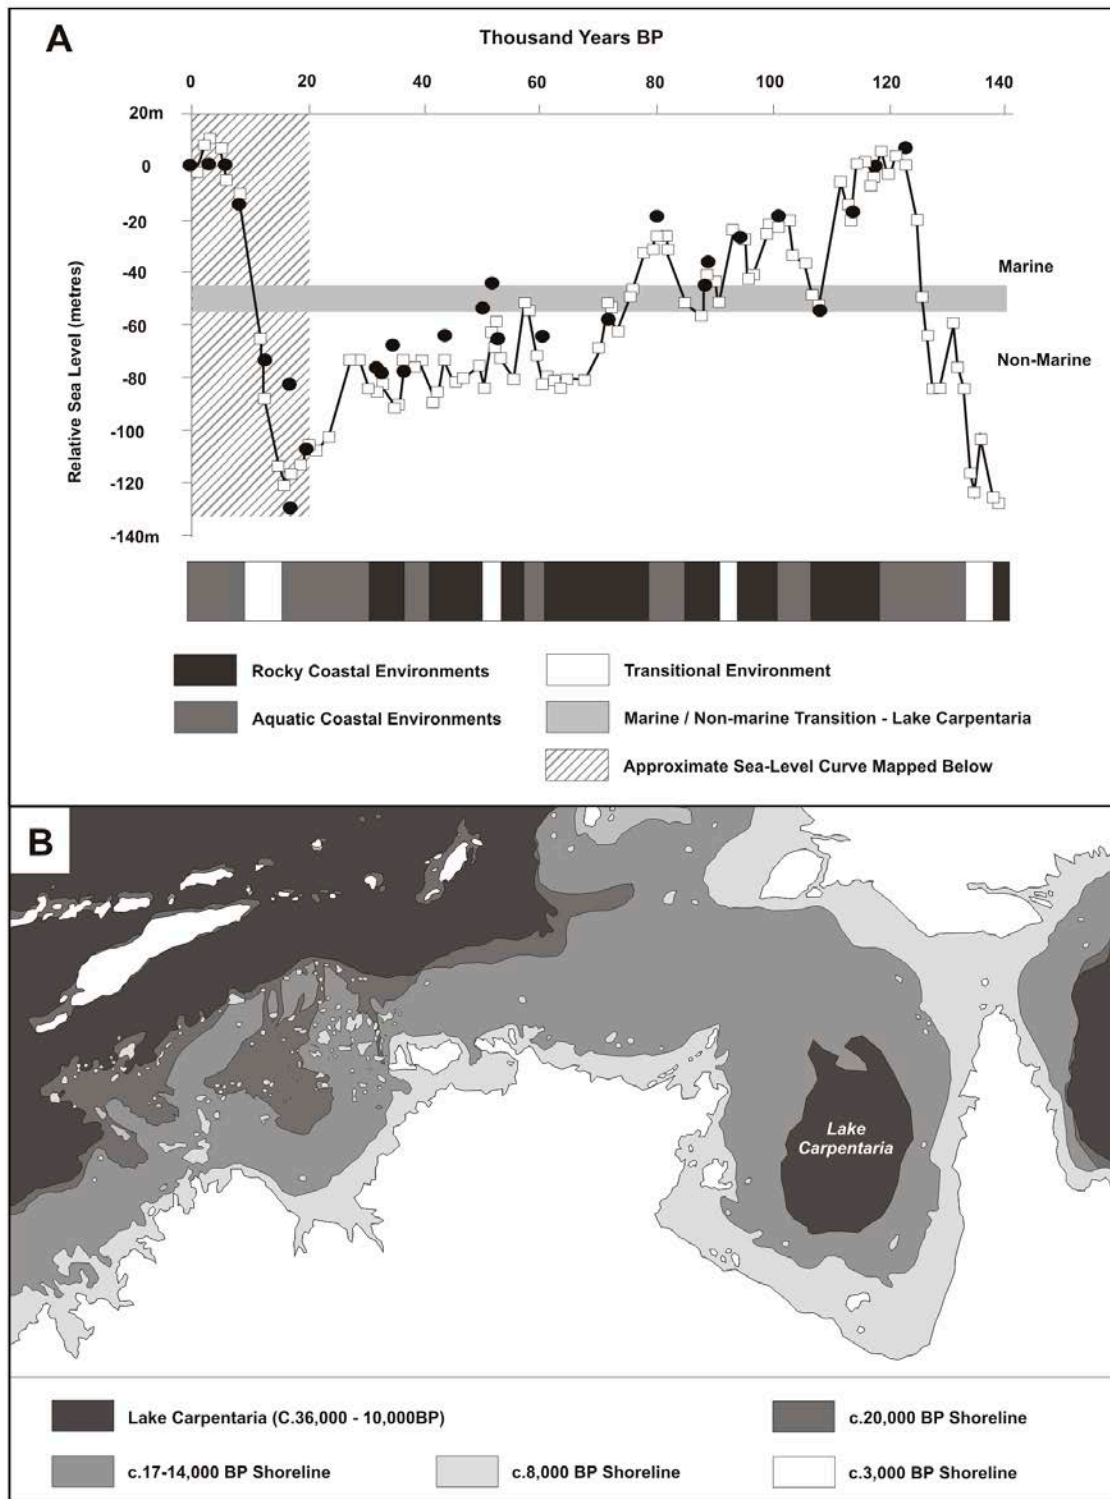 A
Thousand Years BP
0 20 40 60 80 100 120 140
20m
0
-20
-40
-60
-80
-100
-120
-140m
Relative Sea Level (metres)
Marine
Non-Marine
Rocky Coastal Environments
Transitional Environment
Aquatic Coastal Environments
Marine / Non-marine Transition - Lake Carpentaria
Approximate Sea-Level Curve Mapped Below
B
Lake
Carpentaria
Lake Carpentaria (C.36,000 - 10,000BP)
c.20,000 BP Shoreline
c.17-14,000 BP Shoreline
c.8,000 BP Shoreline
c.3,000 BP Shoreline